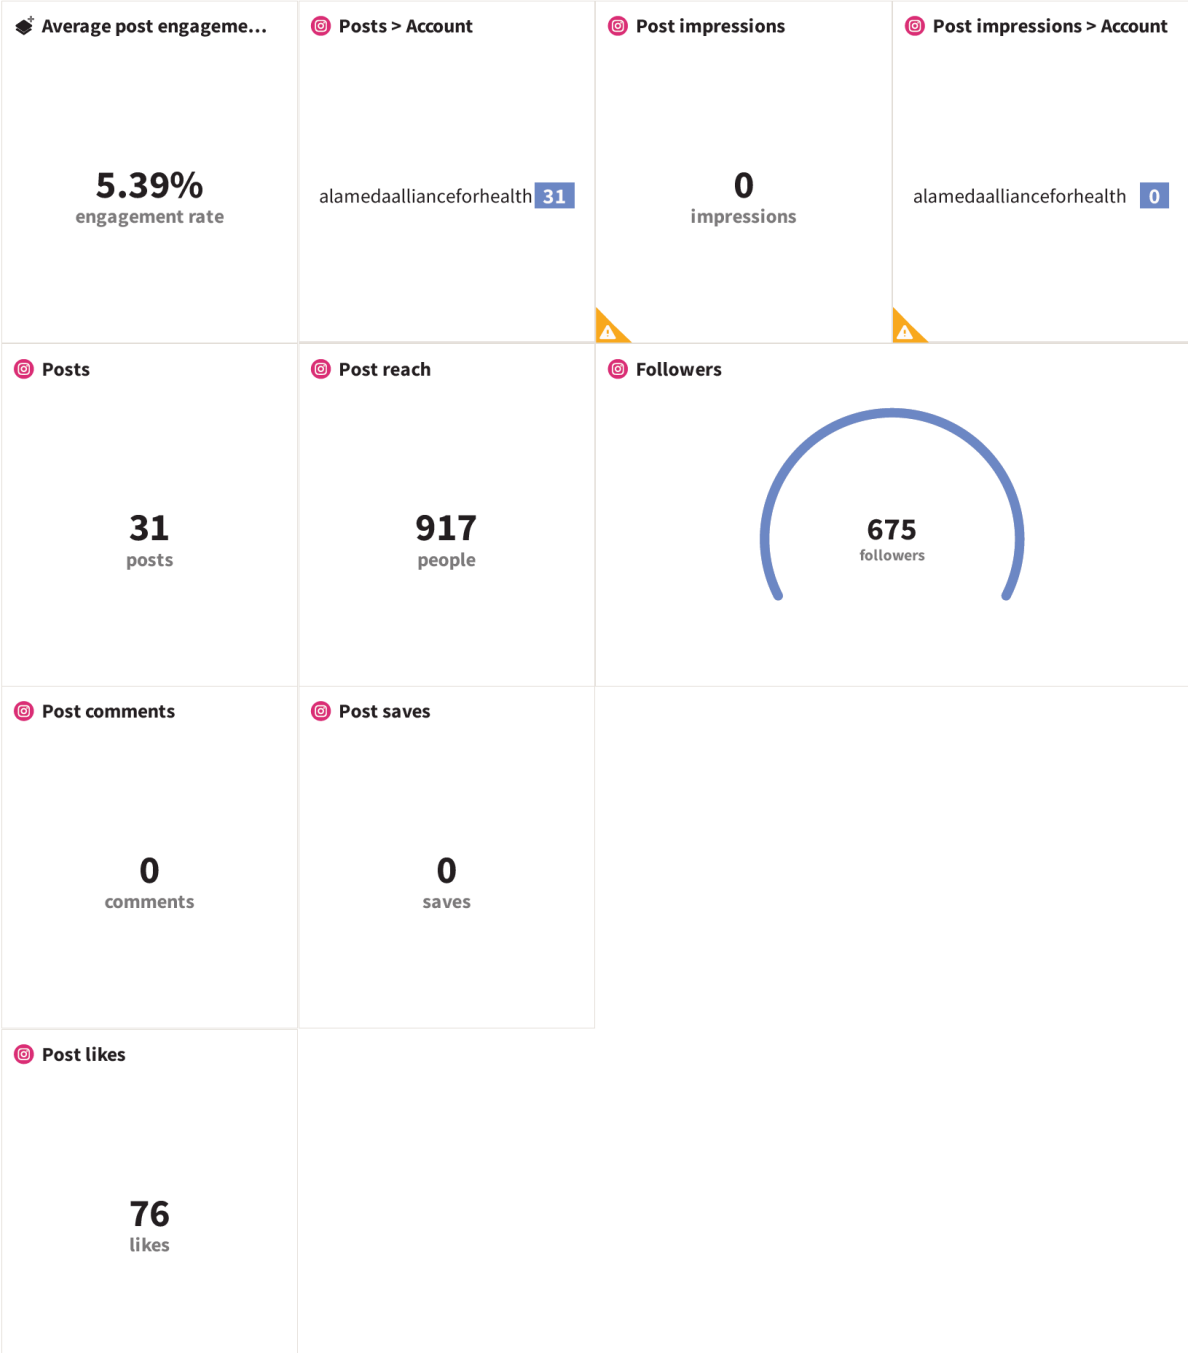 Average post engageme...
5.39%
engagement rate
Posts > Account
alamedaallianceforhealth 31
Post impressions
0
impressions
Post impressions > Account
alamedaallianceforhealth 0
Posts
31
posts
Post reach
917
people
Followers
675
followers
Post comments
0
comments
Post saves
0
saves
Post likes
76
likes